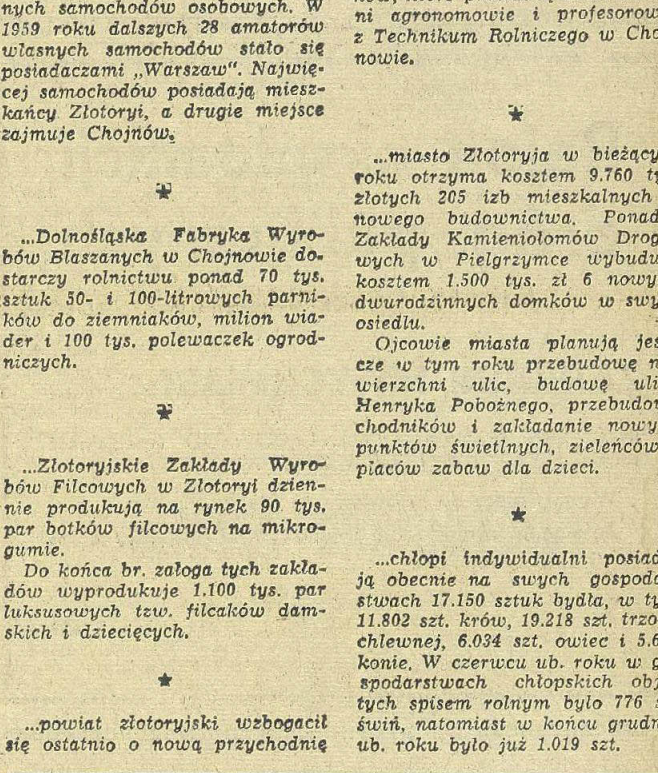 nych samochodów osobowych. W
1959 roku dalszych 28 amatorów
własnych samochodów stało się
posiadaczami „Warszaw". Najwię-
cej samochodów posiadają miesz-
kańcy Złotoryi, a drugie miejsce
zajmuje Chojnów.
...Dolnośląska Fabryka Wyro-
bów Blaszanych w Chojnowie do-
starczy rolnictwu ponad 70 tys.
sztuk 50- i 100-litrowych parni-
ków do ziemniaków, milion wia-
der i 100 tys. polewaczek ogrod-
niczych.
...Złotoryjskie Zakłady Wyro-
bów Filcowych w Złotoryi dzien-
nie produkują na rynek 90 tys.
par botków filcowych na mikro-
gumie.
Do końca br. załoga tych zakła-
dów wyprodukuje 1.100 tys. par
luksusowych tzw. filcaków dam-
skich i dziecięcych.
...powiat złotoryjski wzbogacił
się ostatnio o nową przychodnię
ni agronomowie i profesorow
z Technikum Rolniczego w Cho
nowie.
...miasto Złotoryja w bieżący
roku otrzyma kosztem 9.760 ty
złotych 205 izb mieszkalnych
nowego budownictwa. Ponad
Zakłady Kamieniołomów Drog
wych w Pielgrzymce wybudu
kosztem 1.500 tys. zł 6 nowy
dwurodzinnych domków w swy
osiedlu.
Ojcowie miasta planują jes
cze w tym roku przebudowę n
wierzchni ulic, budowę uli
Henryka Pobożnego, przebudo
chodników i zakładanie nowy
punktów świetlnych, zieleńców
placów zabaw dla dzieci.
...chłopi indywidualni posiad
ją obecnie na swych gospoda
stwach 17.150 sztuk bydła, w ty
11.802 szt. krów, 19.218 szt. trzo
chlewnej, 6.034 szt. owiec i 5.6
konie. W czerwcu ub. roku w g
spodarstwach chłopskich obj
tych spisem rolnym było 776 s
świń, natomiast w końcu grudn
ub. roku było już 1.019 szt.